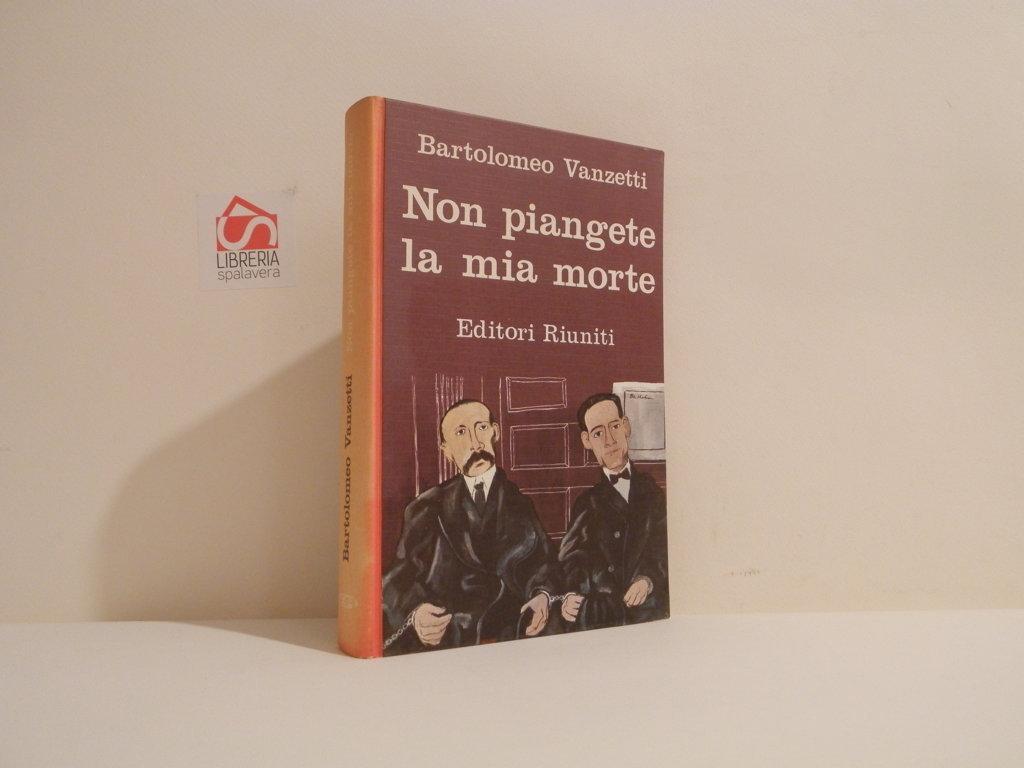 Bartolomeo Vanzetti
Non piangete
la mia morte
Editori Riuniti
Bartolomeo Vanzetti
LIBRERIA
spalavera